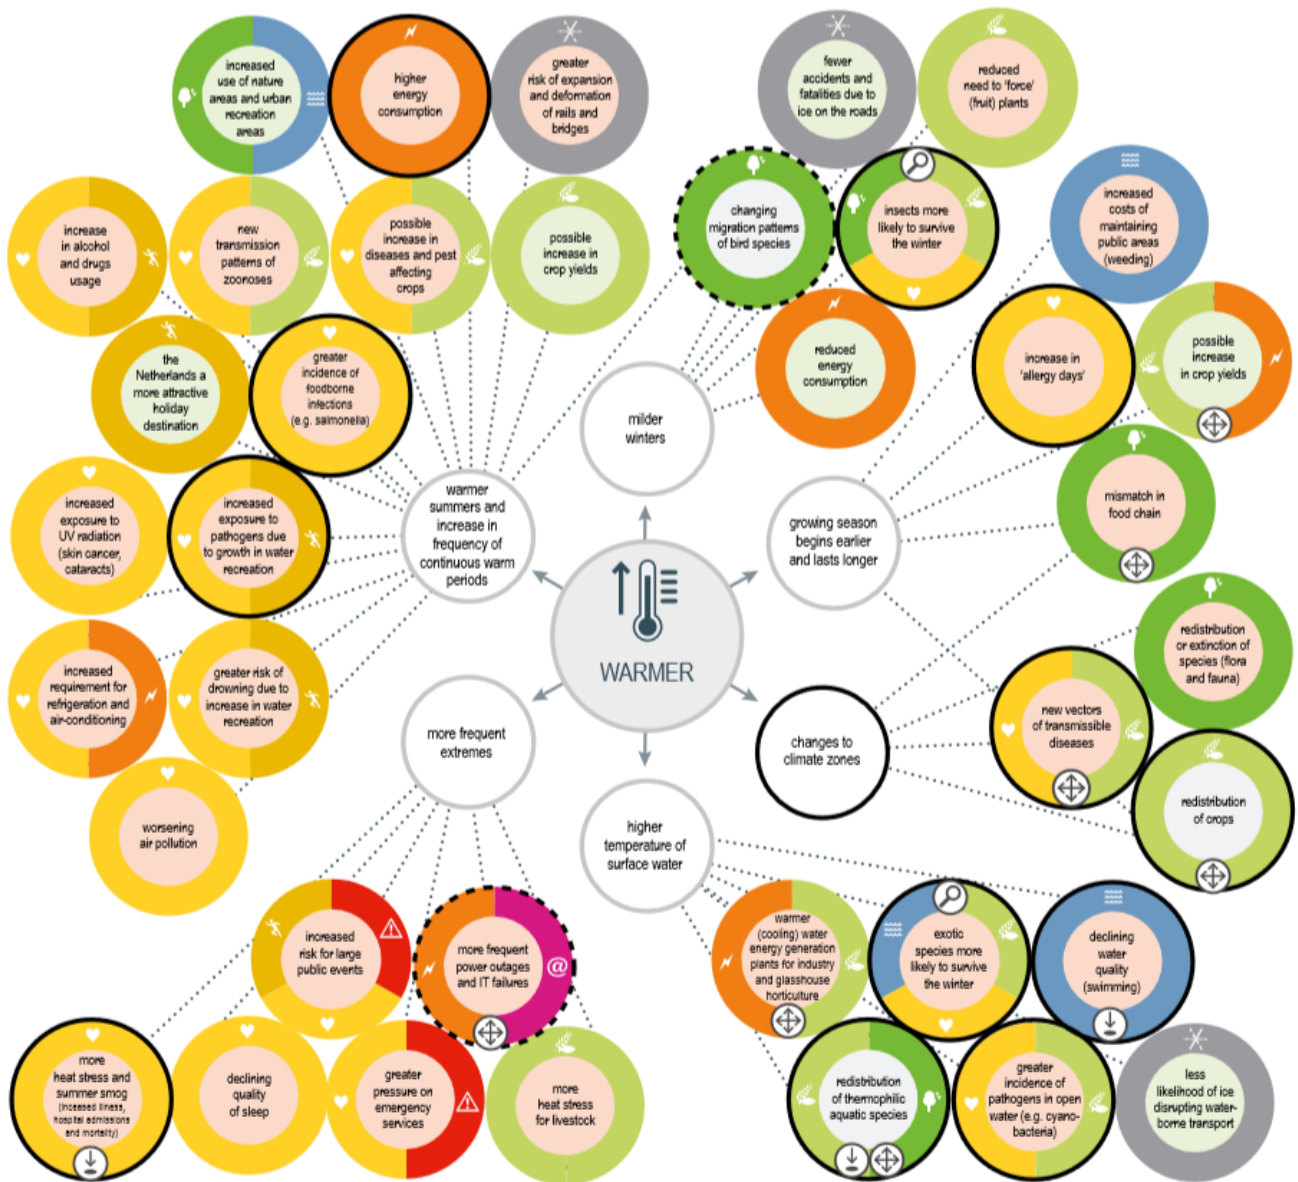 increased
use of nature
areas and urban
recreation
areas
higher
energy
consumption
greater
risk of expansion
and deformation
of rails and
bridges
fewer
accidents and
fatalities due to
ice on the roads
reduced
need to 'force'
(fruit) plants
increase
in alcohol
and drugs
usage
new
transmission
patterns of
zoonoses
possible
increase in
diseases and pest
affecting
crops
possible
increase in
crop yields
changing
migration patterns
of bird species
insects more
likely to survive
the winter
increased
costs of
maintaining
public areas
(weeding)
the
Netherlands a
more attractive
holiday
destination
greater
incidence of
foodborne
infections
(e.g. salmonella)
milder
winters
reduced
energy
consumption
increase in
'allergy days'
possible
increase
in crop yields
increased
exposure to
UV radiation
(skin cancer,
cataracts)
increased
exposure to
pathogens due
to growth in water
recreation
warmer
summers and
increase in
frequency of
continuous warm
periods
growing season
begins earlier
and lasts longer
mismatch in
food chain
WARMER
redistribution
or extinction of
species (flora
and fauna)
increased
requirement for
refrigeration and
air-conditioning
greater risk of
drowning due to
increase in water
recreation
more frequent
extremes
changes to
climate zones
new vectors
of transmissible
diseases
redistribution
of crops
worsening
air pollution
higher
temperature of
surface water
increased
risk for large
public events
more frequent
power outages
and IT failures
@
warmer
(cooling) water
energy generation
plants for industry
and glasshouse
horticulture
exotic
species more
likely to survive
the winter
declining
water
quality
(swimming)
more
heat stress and
summer smog
(inceased illness,
hospital admissions
and mortality)
declining
quality
of sleep
greater
pressure on
emergency
services
more
heat stress
for livestock
redistribution
of thermophilic
aquatic species
greater
incidence of
pathogens in open
water (e.g. cyano-
bacteria)
less
likelihood of ice
disrupting water-
borne transport